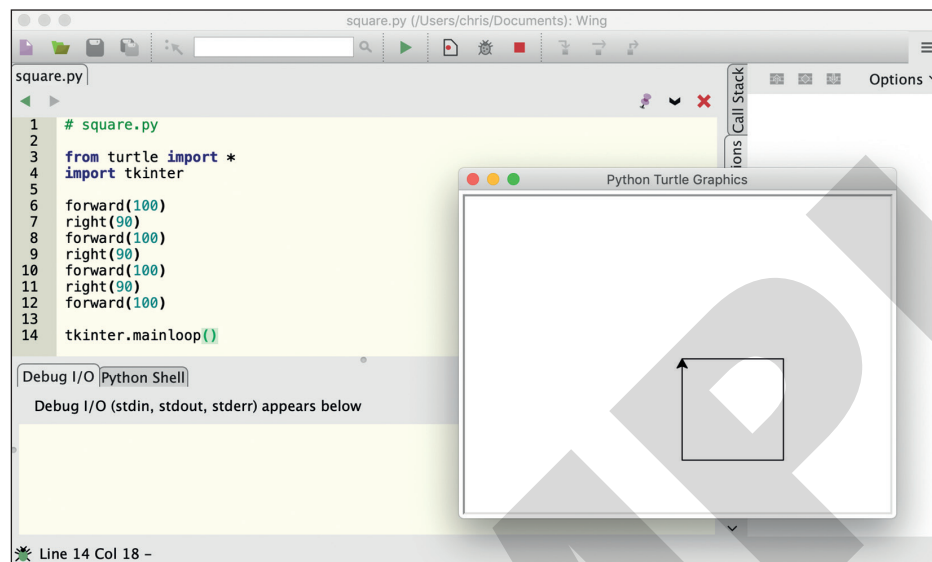 square.py (/Users/chris/Documents): Wing
square.py
Options
Call Stack
1 # square.py
2
3 from turtle import *
4 import tkinter
5
6 forward(100)
7 right(90)
8 forward(100)
9 right(90)
10 forward(100)
11 right(90)
12 forward(100)
13
14 tkinter.mainloop()
Python Turtle Graphics
Debug I/O Python Shell
Debug I/O (stdin, stdout, stderr) appears below
Line 14 Col 18 –